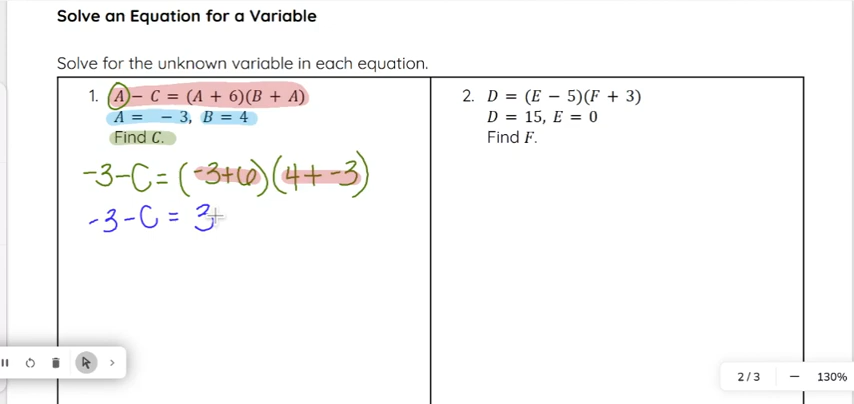 Solve an Equation for a Variable
Solve for the unknown variable in each equation.
1. A − C = (A + 6)(B + A)
A = − 3, B = 4
Find C.
-3-C=(-3+6)(4+-3)
-3-C = 3
2. D = (E − 5)(F + 3)
D = 15, E = 0
Find F.
2 / 3 − 130%